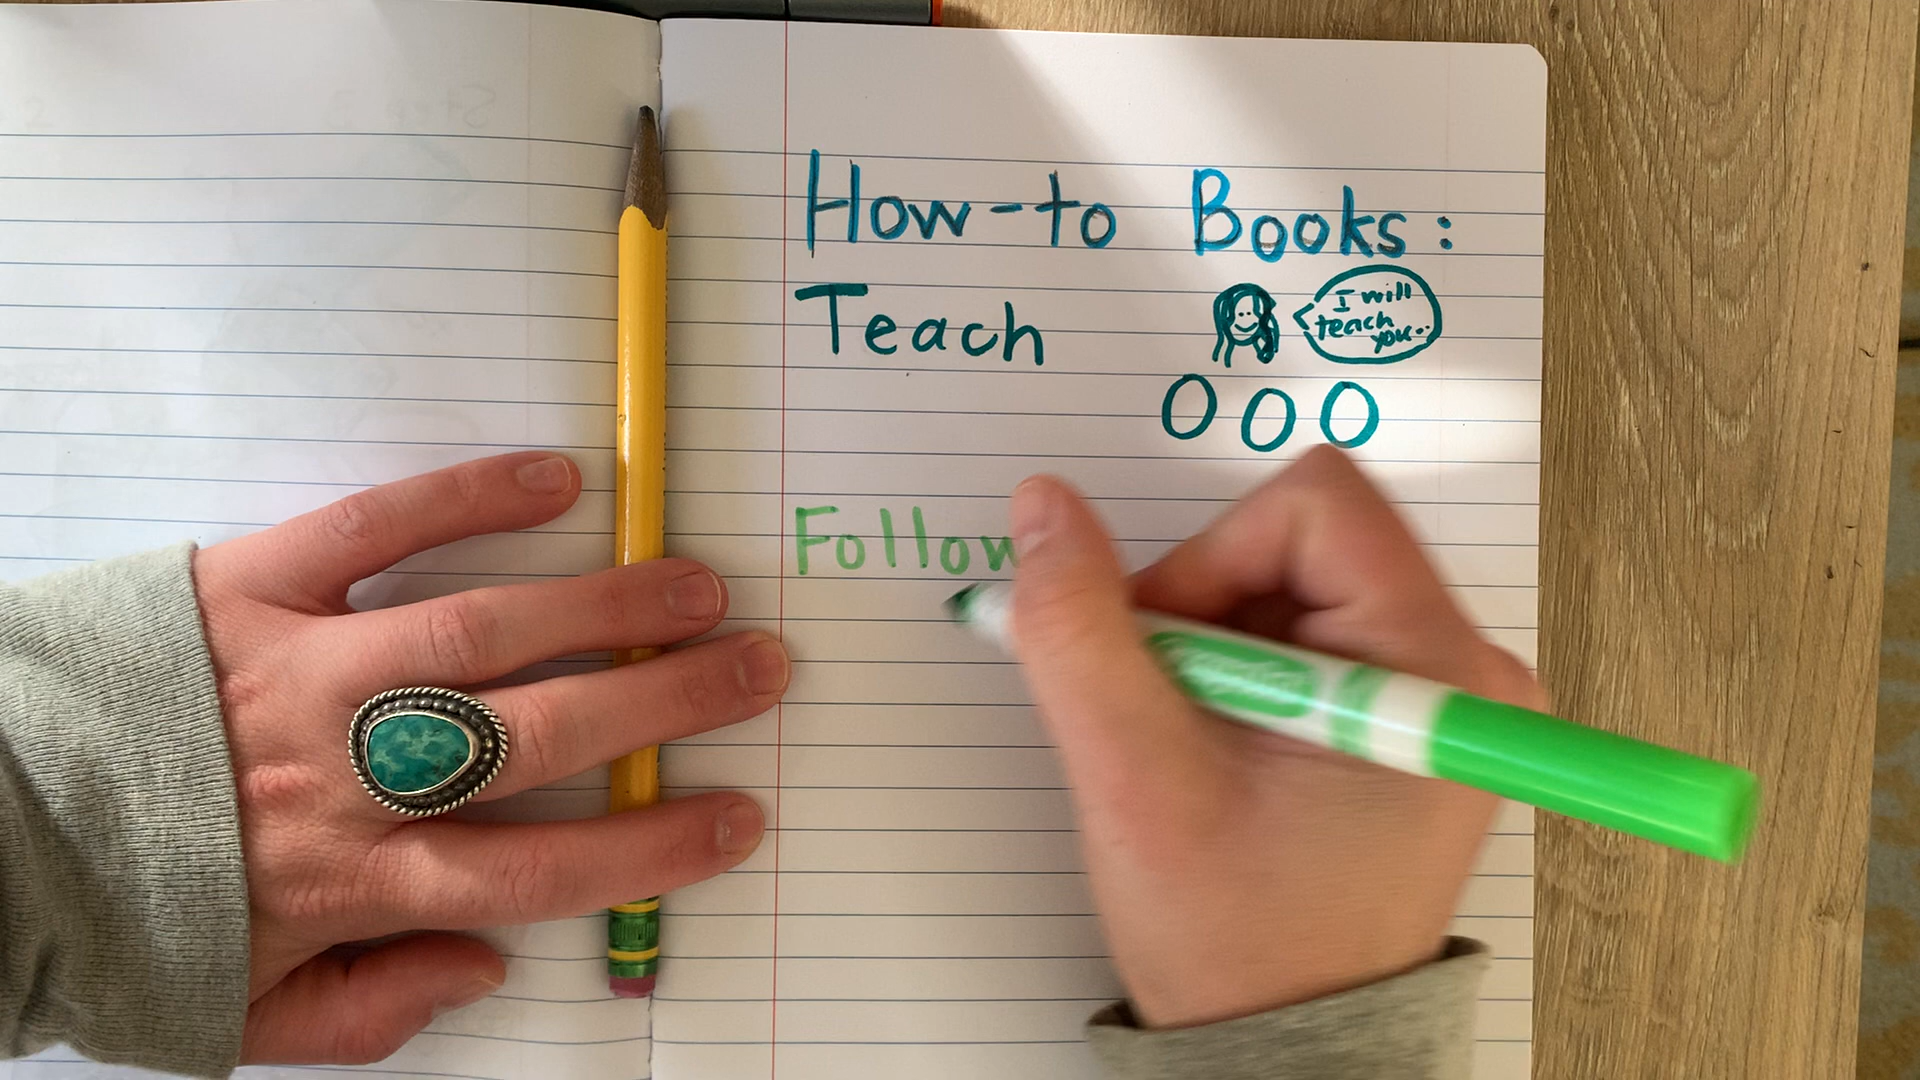 How-to Books:
Teach
I will
teach
you..
Follow